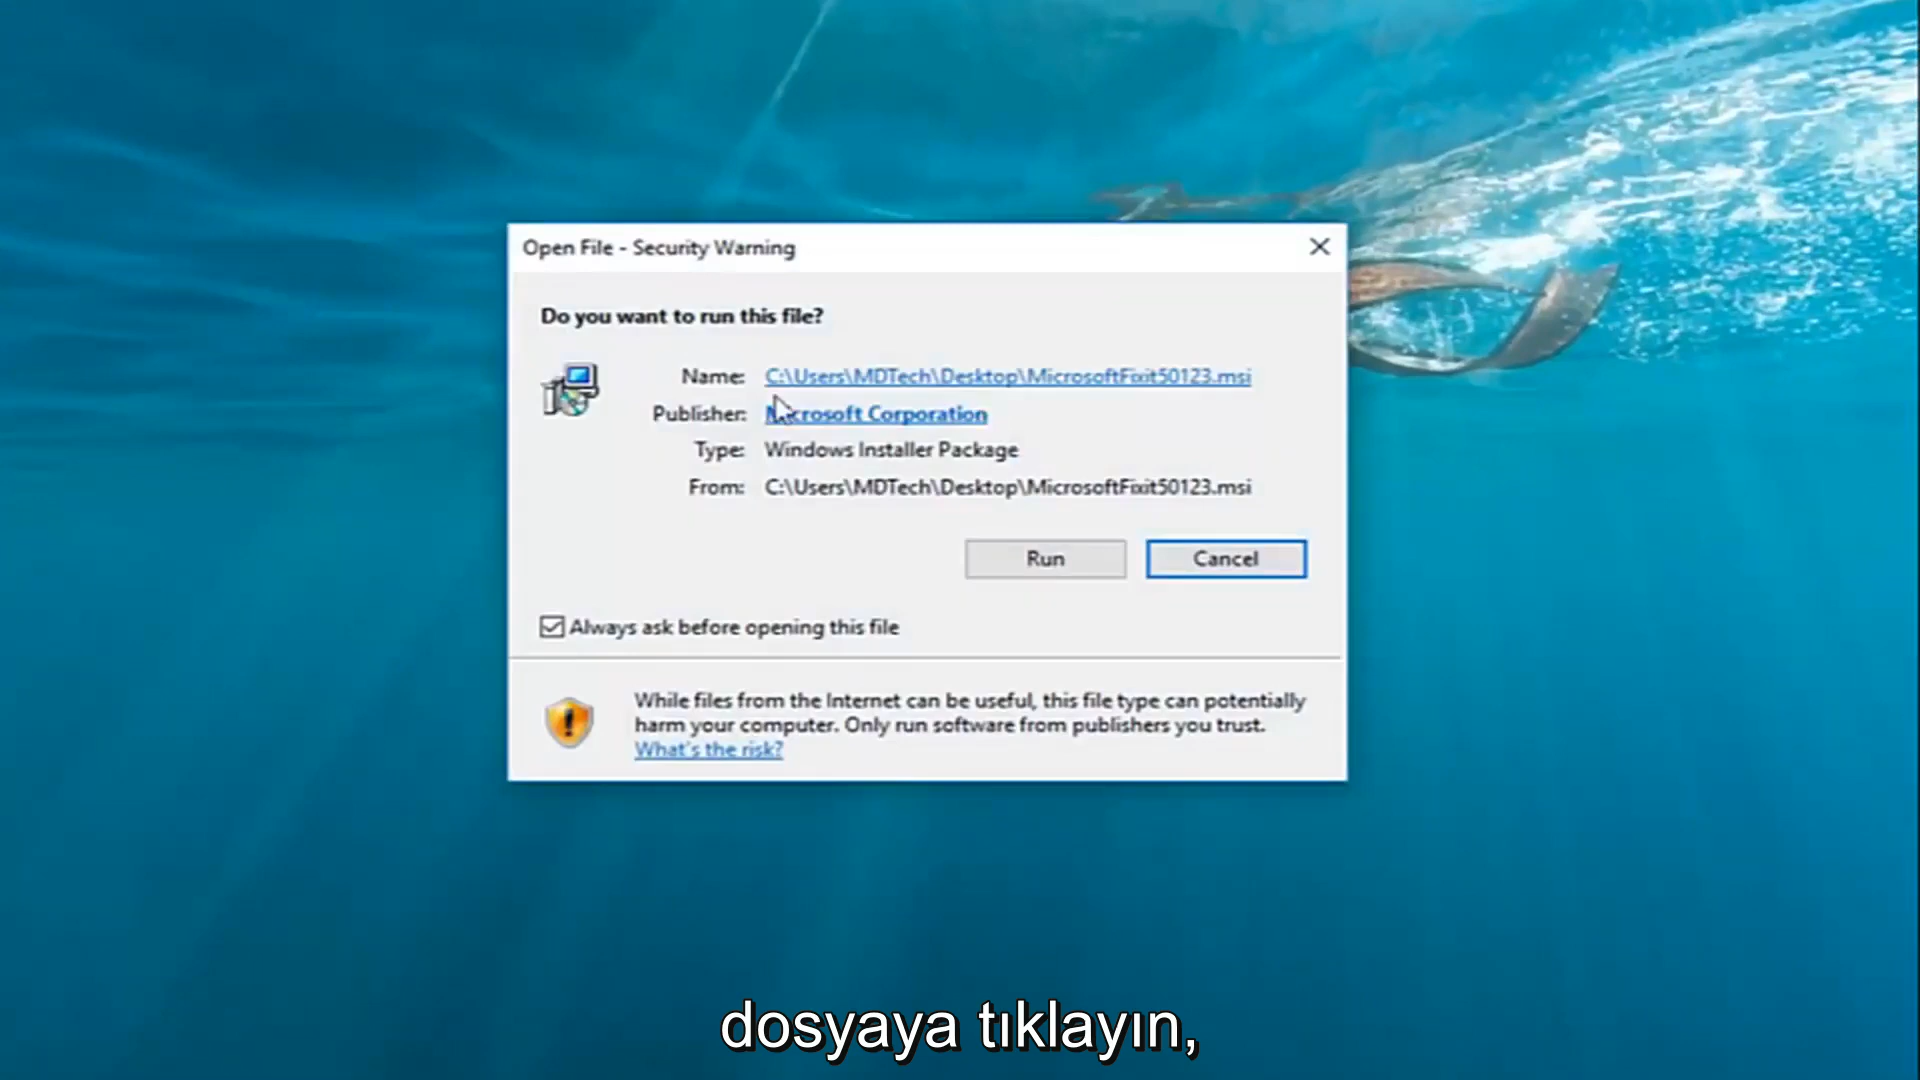 Open File - Security Warning
Do you want to run this file?
Name: C:\Users\MDTech\Desktop\MicrosoftFixit50123.msi
Publisher: Microsoft Corporation
Type: Windows Installer Package
From: C:\Users\MDTech\Desktop\MicrosoftFixit50123.msi
Run Cancel
Always ask before opening this file
While files from the Internet can be useful, this file type can potentially
harm your computer. Only run software from publishers you trust.
What's the risk?
dosyaya tıklayın,